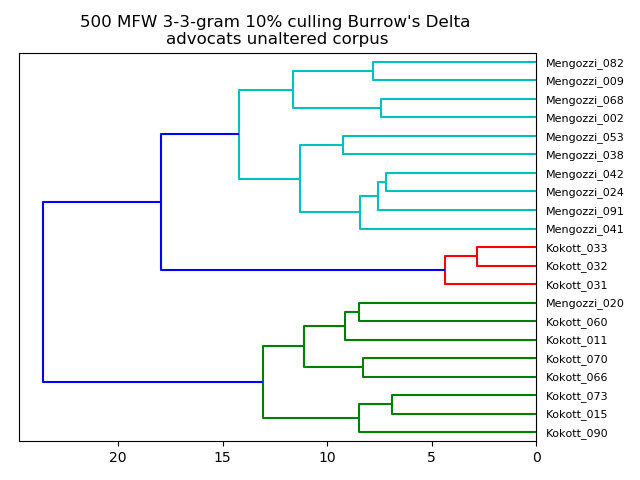 500 MFW 3-3-gram 10% culling Burrow's Delta
advocats unaltered corpus
Mengozzi_082
Mengozzi_009
Mengozzi_068
Mengozzi_002
Mengozzi_053
Mengozzi_038
Mengozzi_042
Mengozzi_024
Mengozzi_091
Mengozzi_041
Kokott_033
Kokott_032
Kokott_031
Mengozzi_020
Kokott_060
Kokott_011
Kokott_070
Kokott_066
Kokott_073
Kokott_015
Kokott_090
20 15 10 5 0